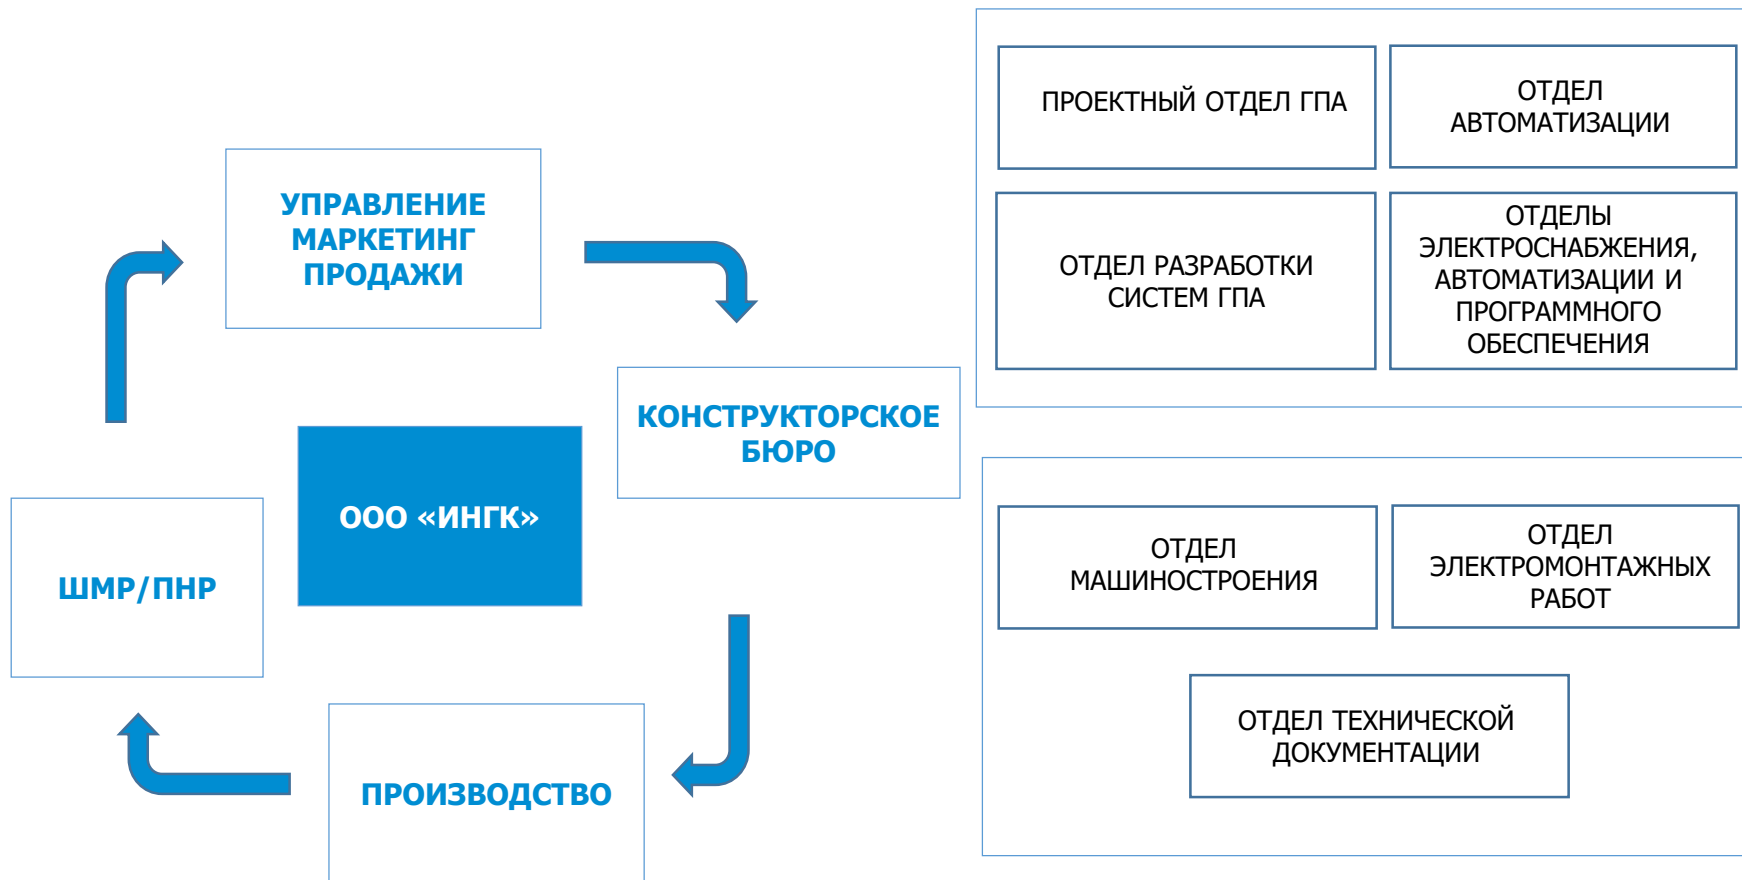 УПРАВЛЕНИЕ
МАРКЕТИНГ
ПРОДАЖИ
КОНСТРУКТОРСКОЕ
БЮРО
ООО «ИНГК»
ШМР/ПНР
ПРОИЗВОДСТВО
ПРОЕКТНЫЙ ОТДЕЛ ГПА
ОТДЕЛ
АВТОМАТИЗАЦИИ
ОТДЕЛ РАЗРАБОТКИ
СИСТЕМ ГПА
ОТДЕЛЫ
ЭЛЕКТРОСНАБЖЕНИЯ,
АВТОМАТИЗАЦИИ И
ПРОГРАММНОГО
ОБЕСПЕЧЕНИЯ
ОТДЕЛ
МАШИНОСТРОЕНИЯ
ОТДЕЛ
ЭЛЕКТРОМОНТАЖНЫХ
РАБОТ
ОТДЕЛ ТЕХНИЧЕСКОЙ
ДОКУМЕНТАЦИИ